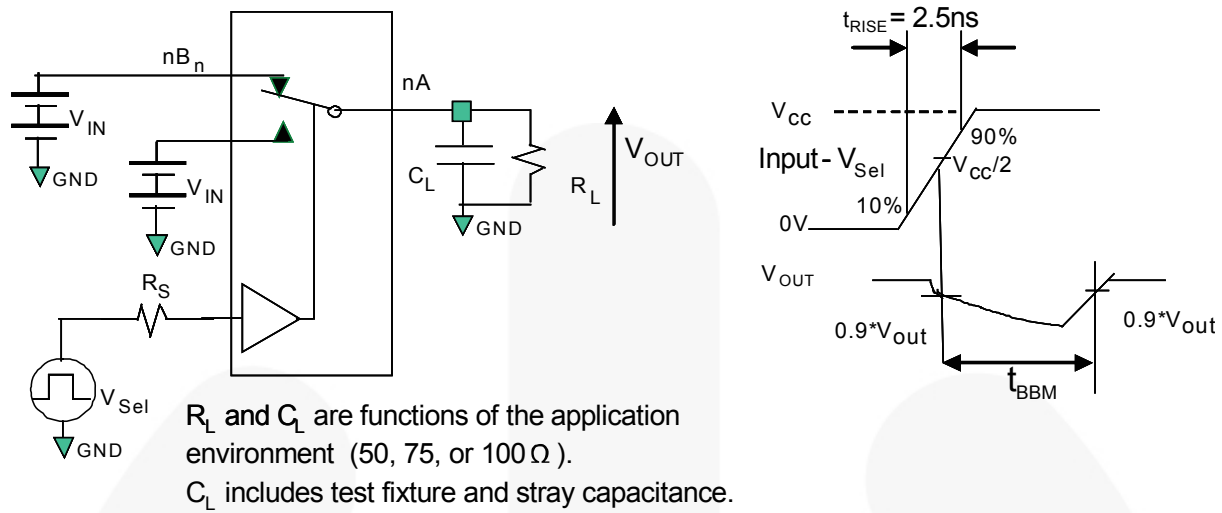 nB_n
nA
V_IN
GND
V_IN
GND
R_S
V_Sel
GND
C_L
R_L
GND
V_OUT
R_L and C_L are functions of the application
environment (50, 75, or 100 Ω ).
C_L includes test fixture and stray capacitance.
t_RISE = 2.5ns
V_CC
90%
Input - V_Sel
V_CC/2
10%
0V
V_OUT
0.9*V_out
0.9*V_out
t_BBM